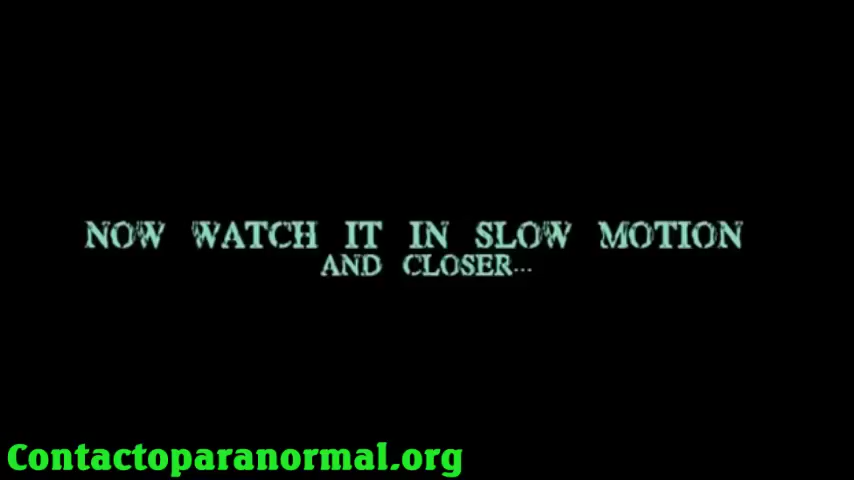 NOW WATCH IT IN SLOW MOTION
AND CLOSER...
Contactoparanormal.org